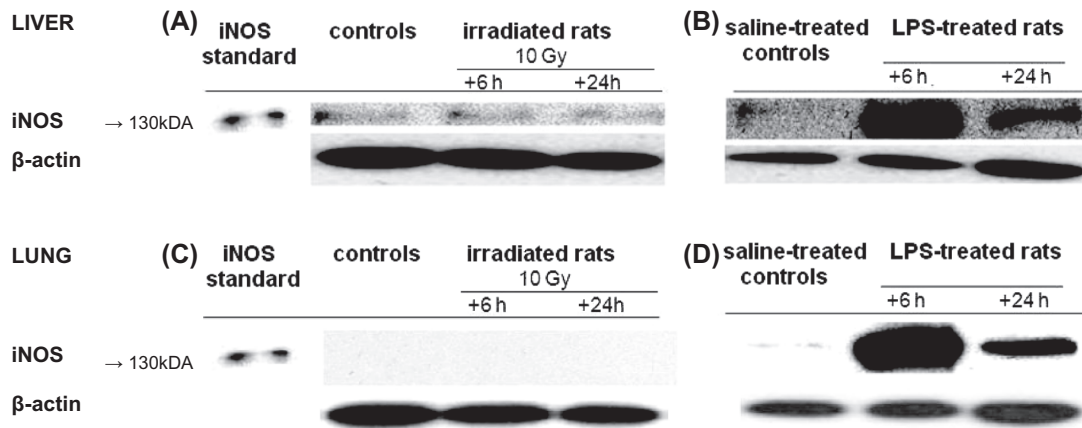 LIVER (A) iNOS standard controls irradiated rats (B) saline-treated controls LPS-treated rats
10 Gy
+6 h +24h +6 h +24 h
iNOS → 130kDA
β-actin
LUNG (C) iNOS standard controls irradiated rats (D) saline-treated controls LPS-treated rats
10 Gy
+6 h +24h +6 h +24 h
iNOS → 130kDA
β-actin